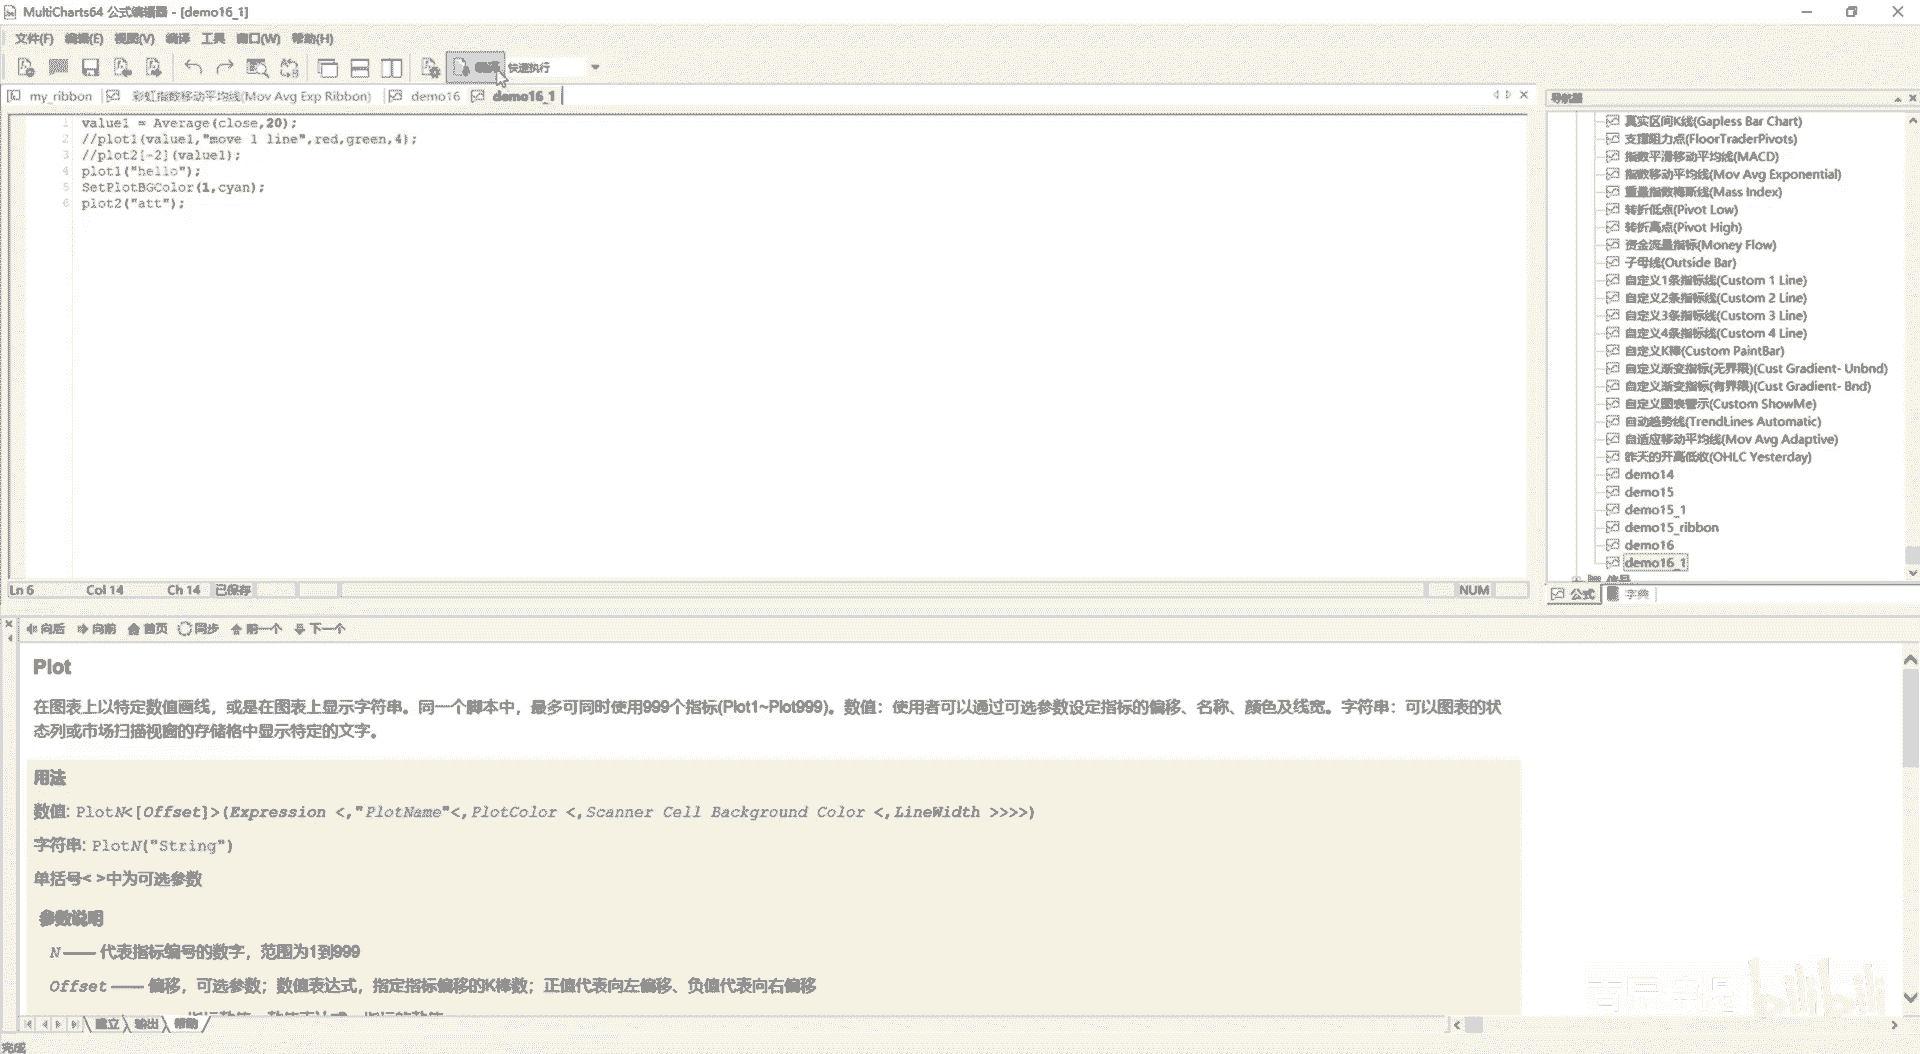 MultiCharts64 公式编辑器 - [demo16_1]
文件(F) 编辑(E) 视图(V) 编译 工具 窗口(W) 帮助(H)
编译 快速执行
my_ribbon 彩虹指数移动平均线(Mov Avg Exp Ribbon) demo16 demo16_1
1 value1 = Average(close,20);
2 //plot1(value1,"move 1 line",red,green,4);
3 //plot2[-2](value1);
4 plot1("hello");
5 SetPlotBGColor(1,cyan);
6 plot2("att");
Ln 6 Col 14 Ch 14 已保存 NUM
导航器
真实区间K线(Gapless Bar Chart)
支撑阻力点(FloorTraderPivots)
指数平滑移动平均线(MACD)
指数移动平均线(Mov Avg Exponential)
重量指数梅斯线(Mass Index)
转折低点(Pivot Low)
转折高点(Pivot High)
资金流量指标(Money Flow)
子母线(Outside Bar)
自定义1条指标线(Custom 1 Line)
自定义2条指标线(Custom 2 Line)
自定义3条指标线(Custom 3 Line)
自定义4条指标线(Custom 4 Line)
自定义K棒(Custom PaintBar)
自定义渐变指标(无界限)(Cust Gradient- Unbnd)
自定义渐变指标(有界限)(Cust Gradient- Bnd)
自定义图表警示(Custom ShowMe)
自动趋势线(TrendLines Automatic)
自适应移动平均线(Mov Avg Adaptive)
昨天的开高低收(OHLC Yesterday)
demo14
demo15
demo15_1
demo15_ribbon
demo16
demo16_1
信号
公式 字典
向后 向前 首页 同步 前一个 下一个
Plot
在图表上以特定数值画线，或是在图表上显示字符串。同一个脚本中，最多可同时使用999个指标(Plot1~Plot999)。数值：使用者可以通过可选参数设定指标的偏移、名称、颜色及线宽。字符串：可以图表的状
态列或市场扫描视窗的存储格中显示特定的文字。
用法
数值: PlotN<[Offset]>(Expression <,"PlotName"<,PlotColor <,Scanner Cell Background Color <,LineWidth >>>>)
字符串: PlotN("String")
单括号< >中为可选参数
参数说明
N —— 代表指标编号的数字，范围为1到999
Offset —— 偏移，可选参数；数值表达式，指定指标偏移的K棒数；正值代表向左偏移、负值代表向右偏移
建立 输出 帮助
完成
bilibili